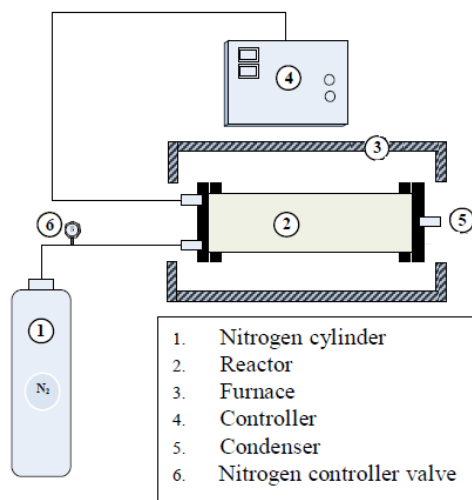 4
3
6
2
5
1
N₂
1. Nitrogen cylinder
2. Reactor
3. Furnace
4. Controller
5. Condenser
6. Nitrogen controller valve